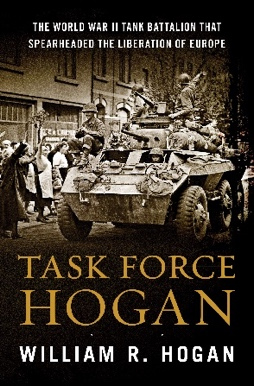 THE WORLD WAR II TANK BATTALION THAT
SPEARHEADED THE LIBERATION OF EUROPE
TASK FORCE
HOGAN
WILLIAM R. HOGAN